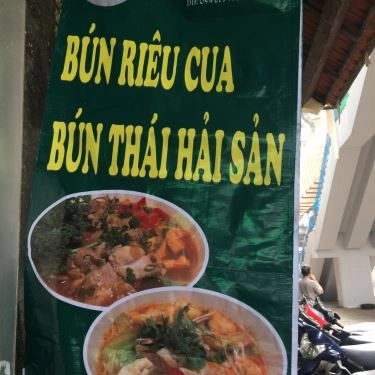 BÚN RIÊU CUA
BÚN THÁI HẢI SẢN